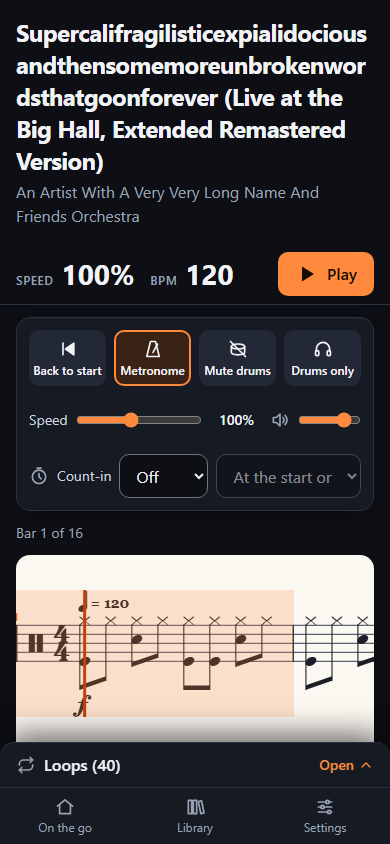 Supercalifragilisticexpialidocious
andthensomemoreunbrokenwor
dsthatgoonforever (Live at the
Big Hall, Extended Remastered
Version)
An Artist With A Very Very Long Name And
Friends Orchestra
SPEED 100% BPM 120 Play
Back to start Metronome Mute drums Drums only
Speed 100%
Count-in Off At the start or
Bar 1 of 16
= 120
4
4
f
Loops (40) Open
On the go Library Settings